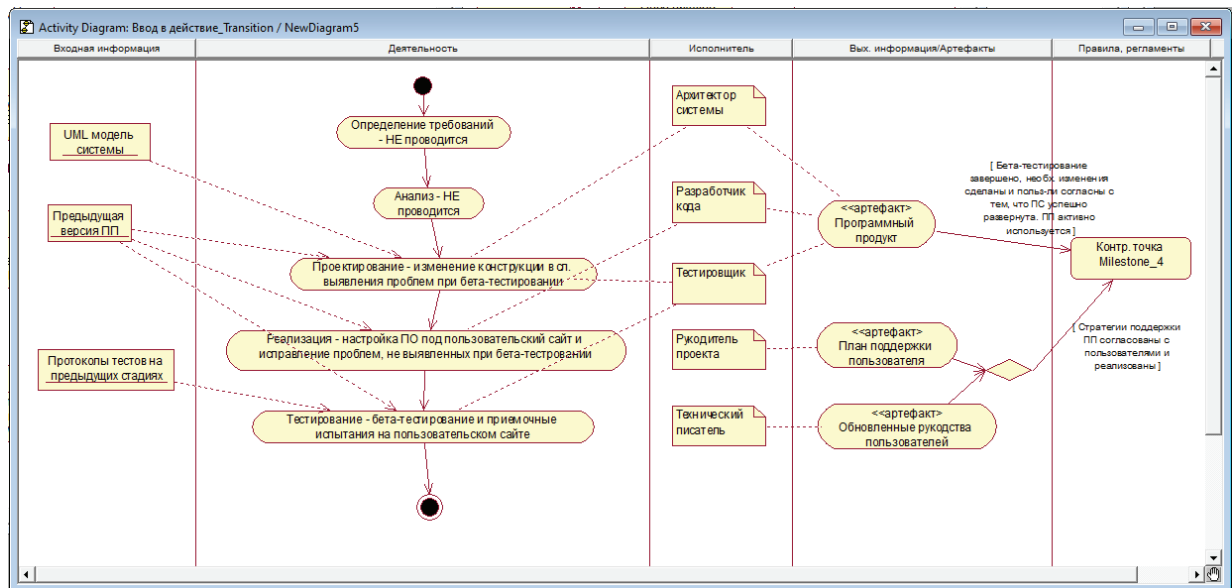 Activity Diagram: Ввод в действие_Transition / NewDiagram5
Входная информация
Деятельность
Исполнитель
Вых. информация/Артефакты
Правила, регламенты
UML модель
системы
Предыдущая
версия ПП
Протоколы тестов на
предыдущих стадиях
Определение требований
- НЕ проводится
Анализ - НЕ
проводится
Проектирование - изменение конструкции в сл.
выявления проблем при бета-тестировании
Реализация - настройка ПО под пользовательский сайт и
исправление проблем, не выявленных при бета-тестровании
Тестирование - бета-тестирование и приемочные
испытания на пользовательском сайте
Архитектор
системы
Разработчик
кода
Тестировщик
Рукодитель
проекта
Технический
писатель
<<артефакт>
Программный
продукт
<<артефакт>
План поддержки
пользователя
<<артефакт>
Обновленные рукодства
пользователей
[ Бета-тестирование
завершено, необх. изменения
сделаны и польз-ли согласны с
тем, что ПС успешно
развернута. ПП активно
используется ]
Контр. точка
Milestone_4
[ Стратегии поддержки
ПП согласованы с
пользователями и
реализованы ]